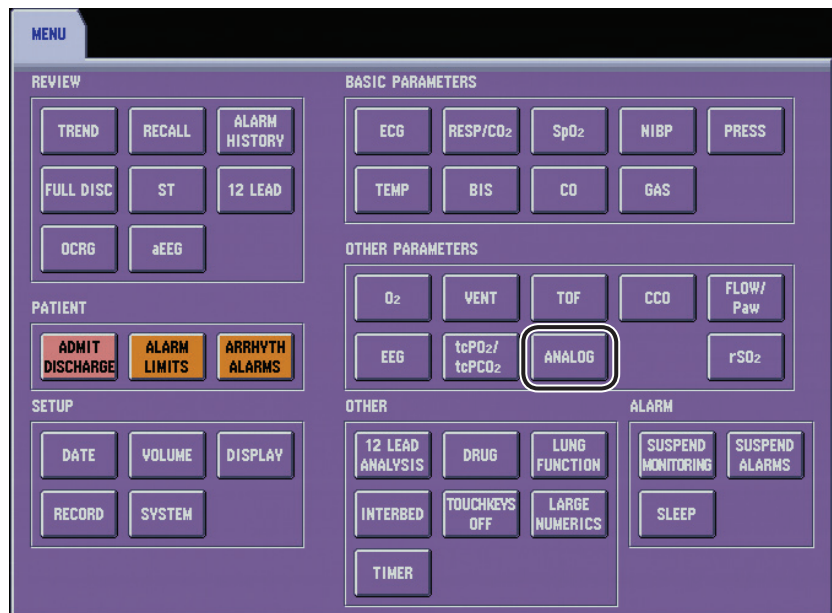 MENU
REVIEW
TREND
RECALL
ALARM
HISTORY
FULL DISC
ST
12 LEAD
OCRG
aEEG
PATIENT
ADMIT
DISCHARGE
ALARM
LIMITS
ARRHYTH
ALARMS
SETUP
DATE
VOLUME
DISPLAY
RECORD
SYSTEM
BASIC PARAMETERS
ECG
RESP/CO₂
SpO₂
NIBP
PRESS
TEMP
BIS
CO
GAS
OTHER PARAMETERS
O₂
VENT
TOF
CCO
FLOW/
Paw
EEG
tcPO₂/
tcPCO₂
ANALOG
rSO₂
OTHER
12 LEAD
ANALYSIS
DRUG
LUNG
FUNCTION
INTERBED
TOUCHKEYS
OFF
LARGE
NUMERICS
TIMER
ALARM
SUSPEND
MONITORING
SUSPEND
ALARMS
SLEEP